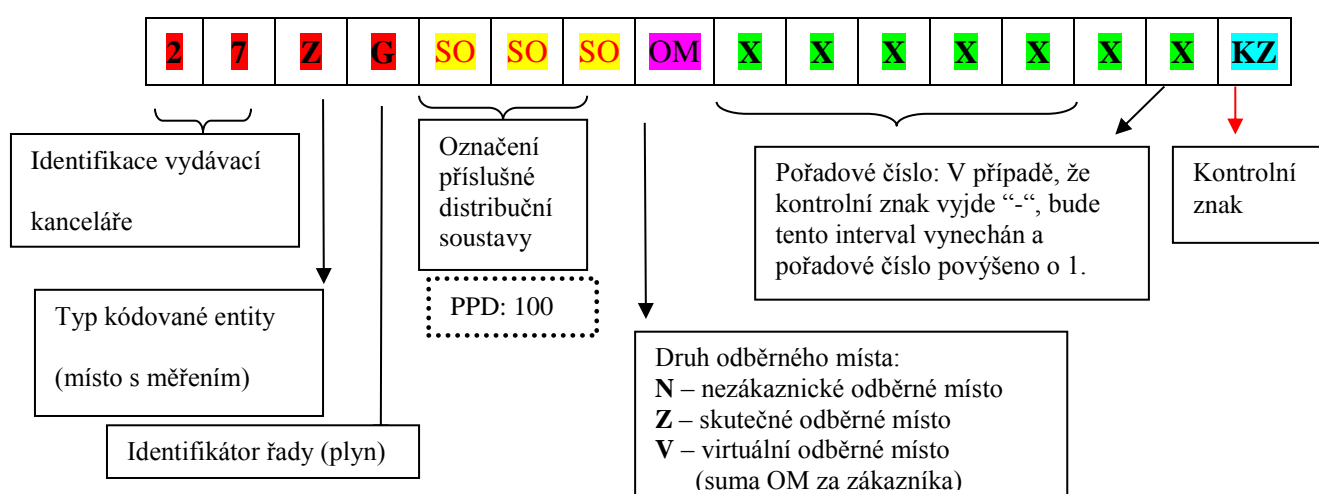 2 7 Z G SO SO SO OM X X X X X X X KZ
Identifikace vydávací
kanceláře
Označení
příslušné
distribuční
soustavy
PPD: 100
Pořadové číslo: V případě, že
kontrolní znak vyjde “-“, bude
tento interval vynechán a
pořadové číslo povýšeno o 1.
Kontrolní
znak
Typ kódované entity
(místo s měřením)
Identifikátor řady (plyn)
Druh odběrného místa:
N – nezákaznické odběrné místo
Z – skutečné odběrné místo
V – virtuální odběrné místo
(suma OM za zákazníka)